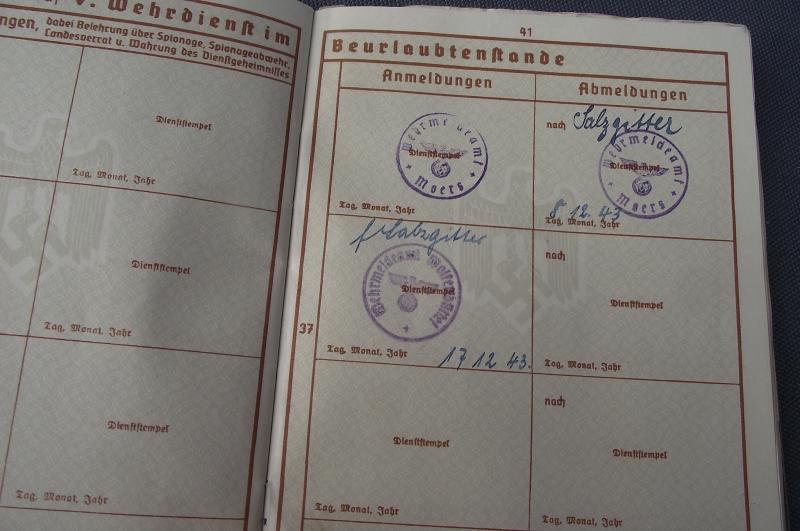 v. Wehrdienst im
ngen, dabei Belehrung über Spionage, Spionageabwehr,
Landesverrat u. Wahrung des Dienstgeheimnisses
Dienststempel
Tag, Monat, Jahr
Dienststempel
Tag, Monat, Jahr
Dienststempel
Tag, Monat, Jahr
41
Beurlaubtenstande
Anmeldungen
Abmeldungen
Wehrmeldeamt
Dienststempel
Moers
Tag, Monat, Jahr
nach Salzgitter
Wehrmeldeamt
Dienststempel
Moers
8.12.43
Tag, Monat, Jahr
f Salzgitter
Wehrmeldeamt Wolfenbüttel
Dienststempel
37
Tag, Monat, Jahr 17 12 43.
nach
Dienststempel
Tag, Monat, Jahr
Dienststempel
Tag, Monat, Jahr
nach
Dienststempel
Tag, Monat, Jahr